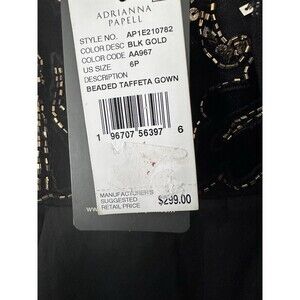 ADRIANNA
PAPELL
STYLE NO. AP1E210782
COLOR DESC BLK GOLD
COLOR CODE AA967
US SIZE 6P
DESCRIPTION
BEADED TAFFETA GOWN
1 96707 56397 6
MANUFACTURER'S
SUGGESTED
RETAIL PRICE
$299.00